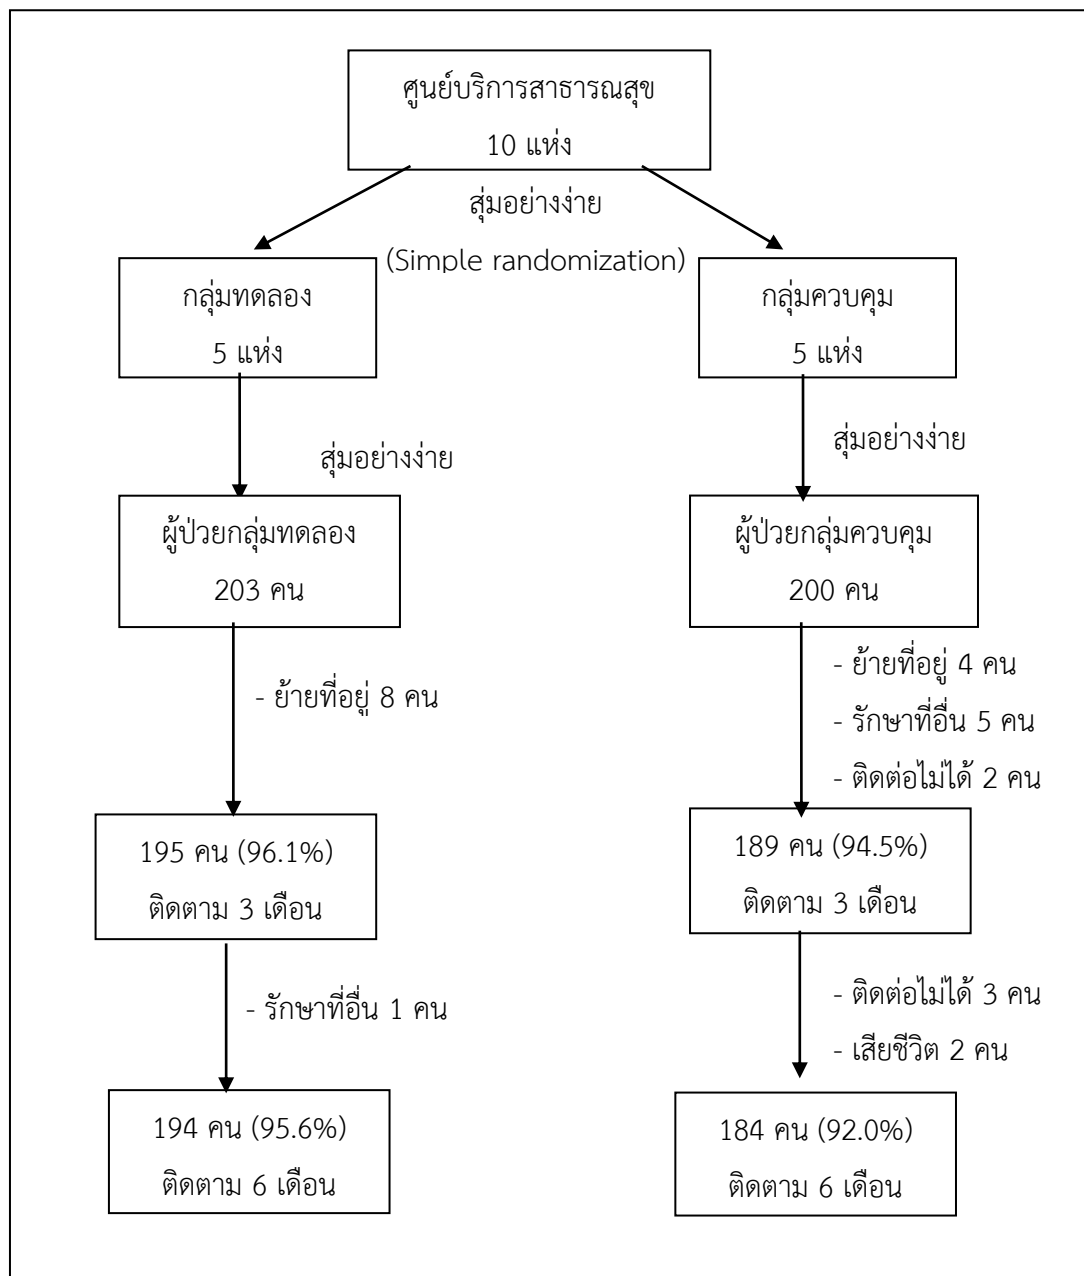 ศูนย์บริการสาธารณสุข
10 แห่ง
สุ่มอย่างง่าย
(Simple randomization)
กลุ่มทดลอง
5 แห่ง
กลุ่มควบคุม
5 แห่ง
สุ่มอย่างง่าย
สุ่มอย่างง่าย
ผู้ป่วยกลุ่มทดลอง
203 คน
ผู้ป่วยกลุ่มควบคุม
200 คน
- ย้ายที่อยู่ 8 คน
- ย้ายที่อยู่ 4 คน
- รักษาที่อื่น 5 คน
- ติดต่อไม่ได้ 2 คน
195 คน (96.1%)
ติดตาม 3 เดือน
189 คน (94.5%)
ติดตาม 3 เดือน
- รักษาที่อื่น 1 คน
- ติดต่อไม่ได้ 3 คน
- เสียชีวิต 2 คน
194 คน (95.6%)
ติดตาม 6 เดือน
184 คน (92.0%)
ติดตาม 6 เดือน